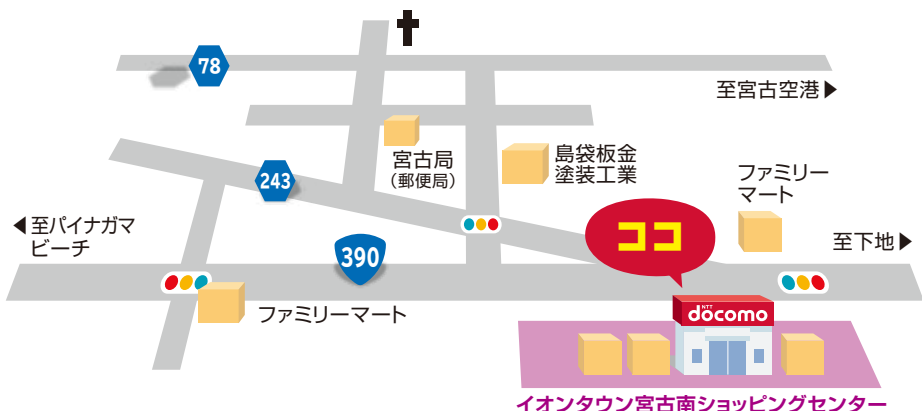 78
至宮古空港▶
宮古局
（郵便局）
島袋板金
塗装工業
ファミリー
マート
243
◀至パイナガマ
ビーチ
ココ
至下地▶
390
ファミリーマート
NTT
döcomo
イオンタウン宮古南ショッピングセンター